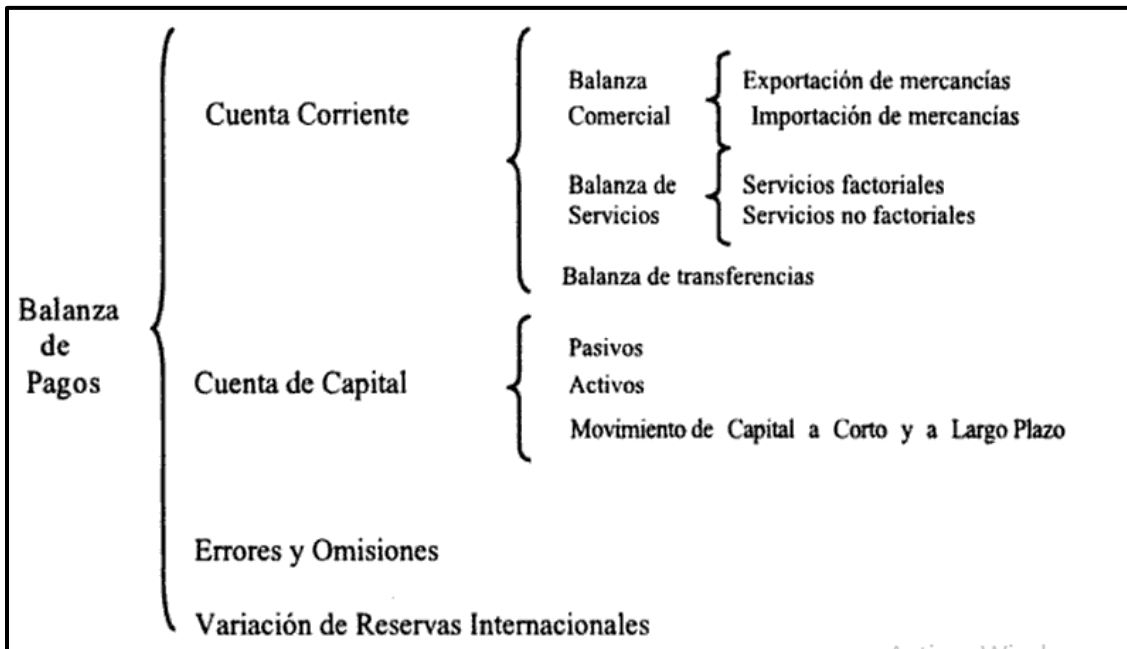 Balanza
de
Pagos
Cuenta Corriente
Balanza
Comercial
Exportación de mercancías
Importación de mercancías
Balanza de
Servicios
Servicios factoriales
Servicios no factoriales
Balanza de transferencias
Cuenta de Capital
Pasivos
Activos
Movimiento de Capital a Corto y a Largo Plazo
Errores y Omisiones
Variación de Reservas Internacionales